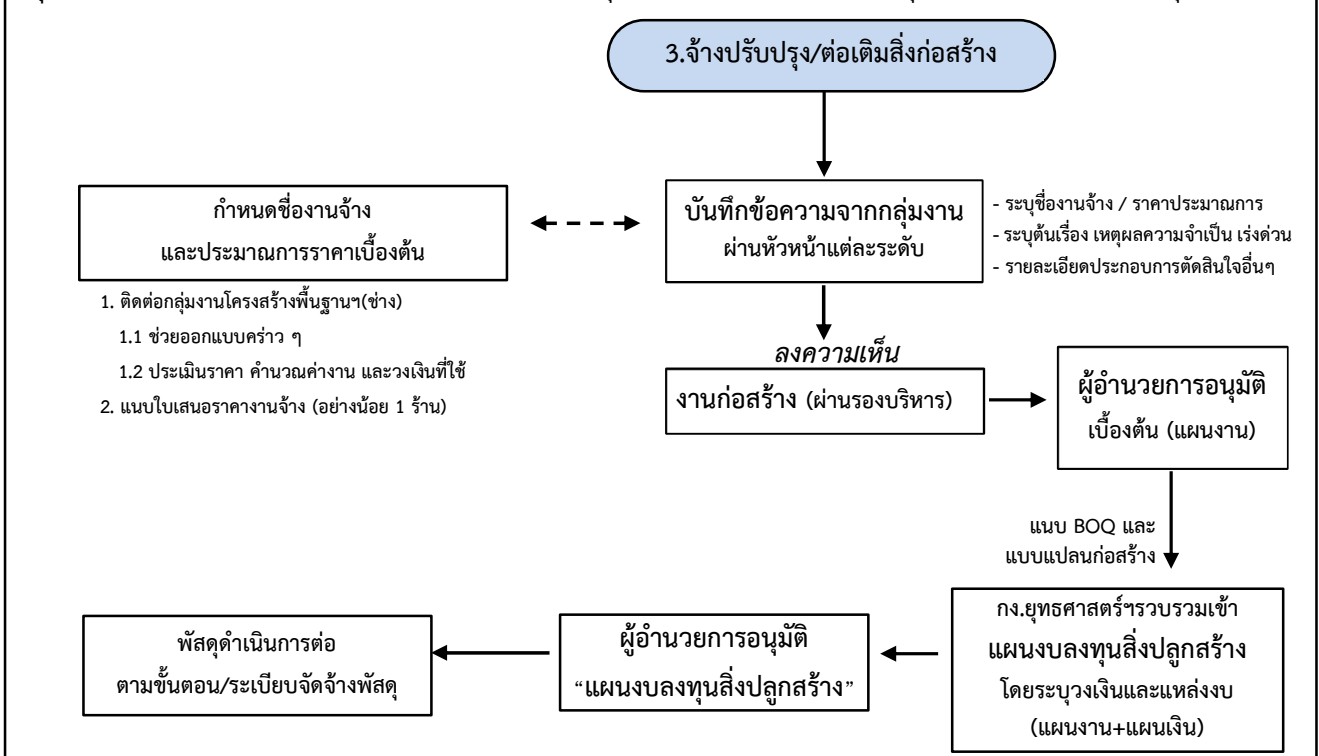 3.จ้างปรับปรุง/ต่อเติมสิ่งก่อสร้าง
กำหนดชื่องานจ้าง
และประมาณการราคาเบื้องต้น
1. ติดต่อกลุ่มงานโครงสร้างพื้นฐานฯ(ช่าง)
1.1 ช่วยออกแบบคร่าว ๆ
1.2 ประเมินราคา คำนวณค่างาน และวงเงินที่ใช้
2. แนบใบเสนอราคางานจ้าง (อย่างน้อย 1 ร้าน)
บันทึกข้อความจากกลุ่มงาน
ผ่านหัวหน้าแต่ละระดับ
- ระบุชื่องานจ้าง / ราคาประมาณการ
- ระบุต้นเรื่อง เหตุผลความจำเป็น เร่งด่วน
- รายละเอียดประกอบการตัดสินใจอื่นๆ
ลงความเห็น
งานก่อสร้าง (ผ่านรองบริหาร)
ผู้อำนวยการอนุมัติ
เบื้องต้น (แผนงาน)
แนบ BOQ และ
แบบแปลนก่อสร้าง
กง.ยุทธศาสตร์ฯรวบรวมเข้า
แผนงบลงทุนสิ่งปลูกสร้าง
โดยระบุวงเงินและแหล่งงบ
(แผนงาน+แผนเงิน)
ผู้อำนวยการอนุมัติ
“แผนงบลงทุนสิ่งปลูกสร้าง”
พัสดุดำเนินการต่อ
ตามขั้นตอน/ระเบียบจัดจ้างพัสดุ